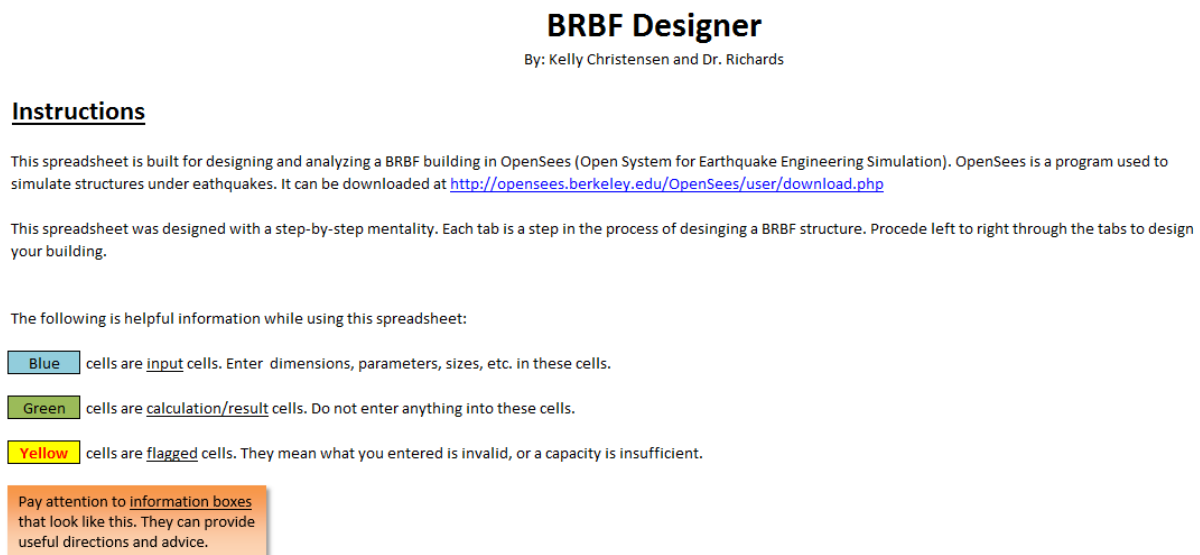 BRBF Designer
By: Kelly Christensen and Dr. Richards
Instructions
This spreadsheet is built for designing and analyzing a BRBF building in OpenSees (Open System for Earthquake Engineering Simulation). OpenSees is a program used to
simulate structures under eathquakes. It can be downloaded at http://opensees.berkeley.edu/OpenSees/user/download.php
This spreadsheet was designed with a step-by-step mentality. Each tab is a step in the process of desinging a BRBF structure. Procede left to right through the tabs to design
your building.
The following is helpful information while using this spreadsheet:
Blue cells are input cells. Enter dimensions, parameters, sizes, etc. in these cells.
Green cells are calculation/result cells. Do not enter anything into these cells.
Yellow cells are flagged cells. They mean what you entered is invalid, or a capacity is insufficient.
Pay attention to information boxes
that look like this. They can provide
useful directions and advice.